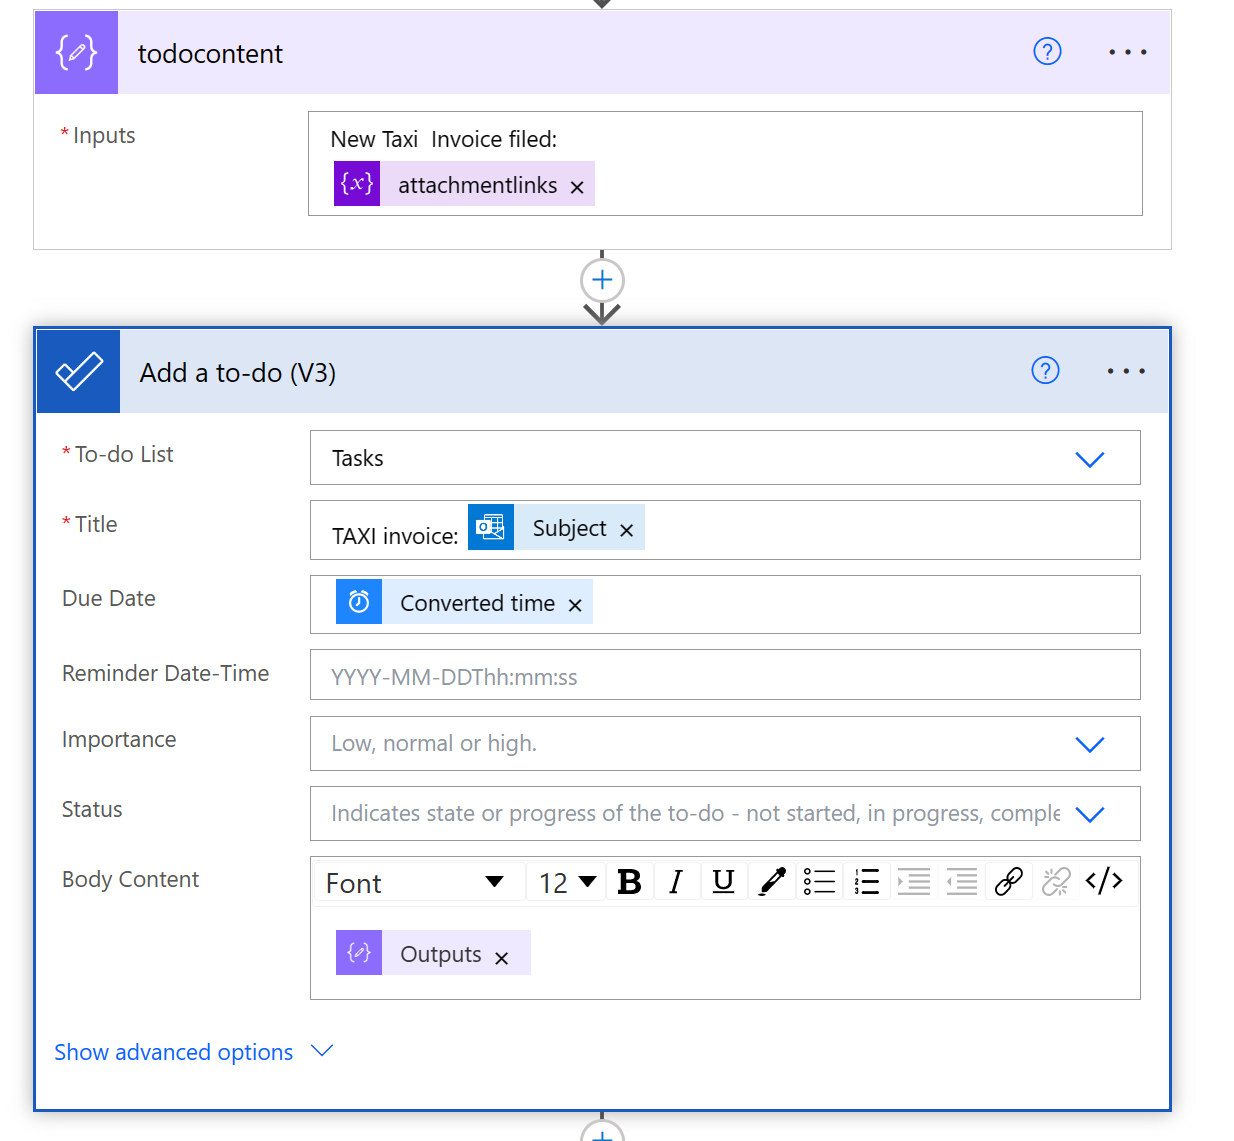 todocontent
* Inputs
New Taxi  Invoice filed:
{x} attachmentlinks ×
Add a to-do (V3)
* To-do List
Tasks
* Title
TAXI invoice: Subject ×
Due Date
Converted time ×
Reminder Date-Time
YYYY-MM-DDThh:mm:ss
Importance
Low, normal or high.
Status
Indicates state or progress of the to-do - not started, in progress, comple
Body Content
Font 12 B I U </>
Outputs ×
Show advanced options